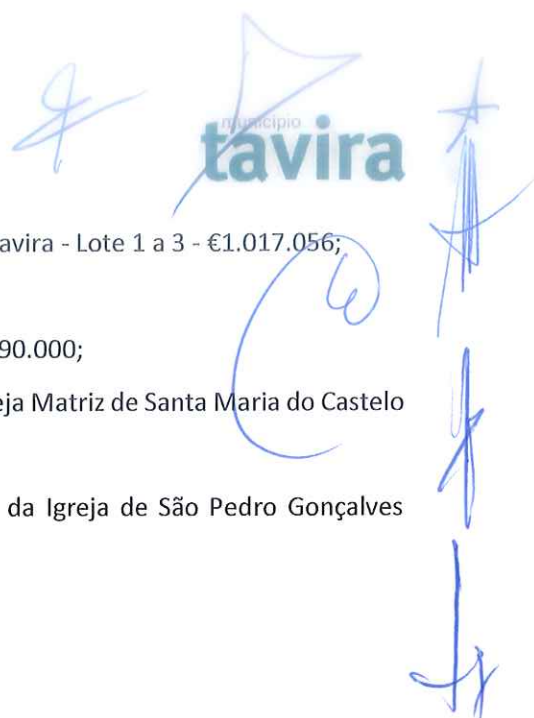 município
tavira
avira - Lote 1 a 3 - €1.017.056;
90.000;
eja Matriz de Santa Maria do Castelo
da Igreja de São Pedro Gonçalves